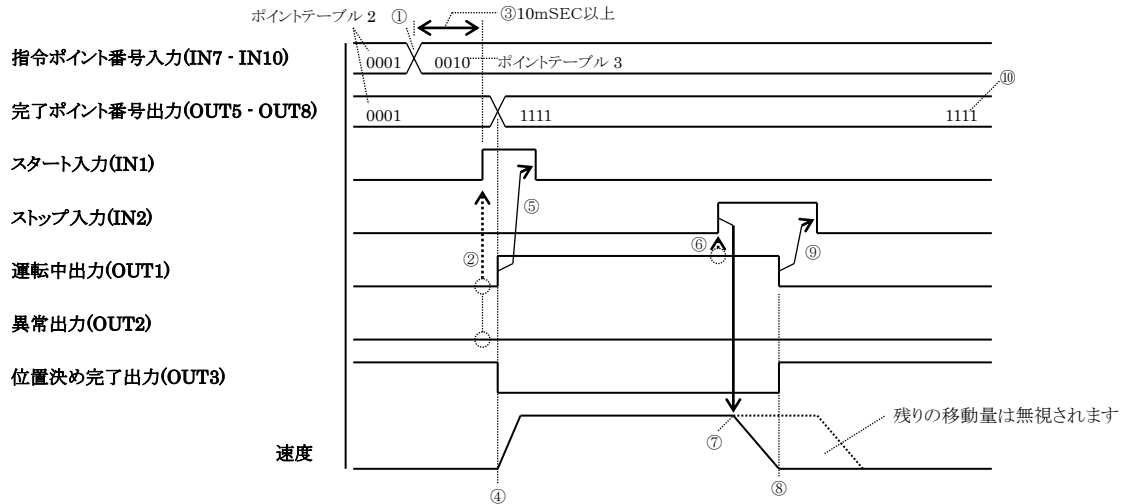 ポイントテーブル 2 ① ③10mSEC以上
指令ポイント番号入力(IN7 - IN10) 0001 0010 ポイントテーブル 3
⑩
完了ポイント番号出力(OUT5 - OUT8) 0001 1111 1111
スタート入力(IN1)
⑤
ストップ入力(IN2)
② ⑥ ⑨
運転中出力(OUT1)
異常出力(OUT2)
位置決め完了出力(OUT3)
⑦ 残りの移動量は無視されます
速度
④ ⑧